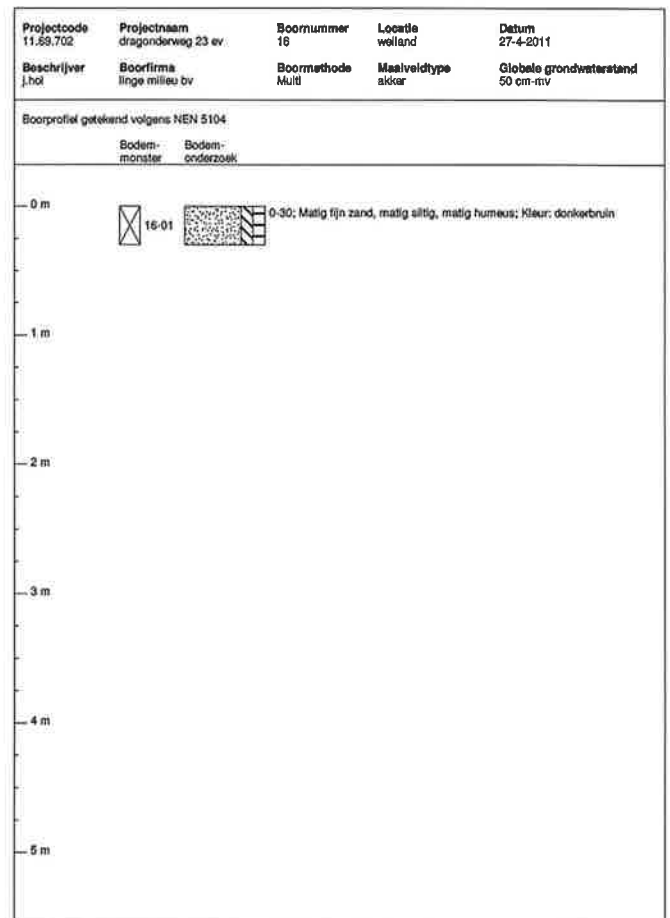 Projectcode Projectnaam Boornummer Locatie Datum
11.69.702 dragonderweg 23 ev 16 weiland 27-4-2011
Beschrijver Boorfirma Boormethode Maaiveldtype Globale grondwaterstand
j.hol linge milieu bv Multi akker 50 cm-mv
Boorprofiel getekend volgens NEN 5104
Bodem- Bodem-
monster onderzoek
0 m
16-01 0-30; Matig fijn zand, matig siltig, matig humeus; Kleur: donkerbruin
1 m
2 m
3 m
4 m
5 m